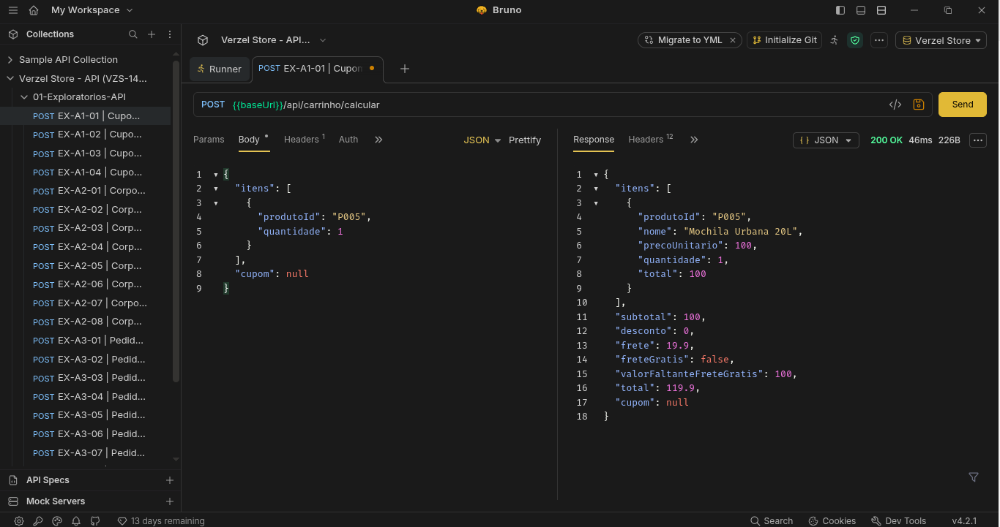 My Workspace
Bruno
Collections
Sample API Collection
Verzel Store - API (VZS-14...
01-Exploratorios-API
POST EX-A1-01 | Cupo...
POST EX-A1-02 | Cupo...
POST EX-A1-03 | Cupo...
POST EX-A1-04 | Cupo...
POST EX-A2-01 | Corpo...
POST EX-A2-02 | Corp...
POST EX-A2-03 | Corp...
POST EX-A2-04 | Corp...
POST EX-A2-05 | Corp...
POST EX-A2-06 | Corp...
POST EX-A2-07 | Corpo...
POST EX-A2-08 | Corp...
POST EX-A3-01 | Pedid...
POST EX-A3-02 | Pedid...
POST EX-A3-03 | Pedid...
POST EX-A3-04 | Pedid...
POST EX-A3-05 | Pedid...
POST EX-A3-06 | Pedid...
POST EX-A3-07 | Pedid...
API Specs
Mock Servers
Verzel Store - API...
Migrate to YML
Initialize Git
Verzel Store
Runner
POST EX-A1-01 | Cupon
POST {{baseUrl}}/api/carrinho/calcular
Send
Params Body Headers 1 Auth
JSON Prettify
1 {
2 "itens": [
3 {
4 "produtoId": "P005",
5 "quantidade": 1
6 }
7 ],
8 "cupom": null
9 }
Response Headers 12
{ } JSON
200 OK 46ms 226B
1 {
2 "itens": [
3 {
4 "produtoId": "P005",
5 "nome": "Mochila Urbana 20L",
6 "precoUnitario": 100,
7 "quantidade": 1,
8 "total": 100
9 }
10 ],
11 "subtotal": 100,
12 "desconto": 0,
13 "frete": 19.9,
14 "freteGratis": false,
15 "valorFaltanteFreteGratis": 100,
16 "total": 119.9,
17 "cupom": null
18 }
13 days remaining
Search
Cookies
Dev Tools
v4.2.1